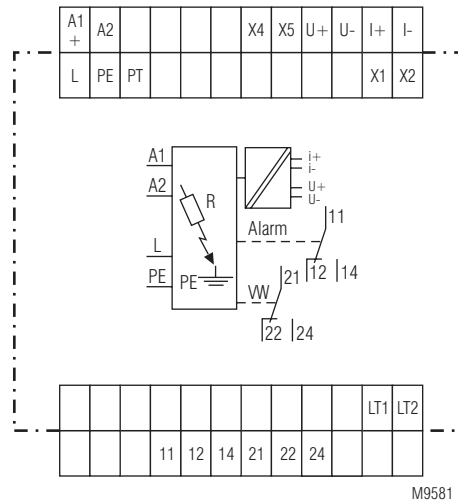 A1 + A2 X4 X5 U+ U- I+ I-
L PE PT X1 X2
A1
A2
R
L
PE
PE
i+
i-
U+
U-
Alarm
11
12 14
VW
21
22 24
LT1 LT2
11 12 14 21 22 24
M9581